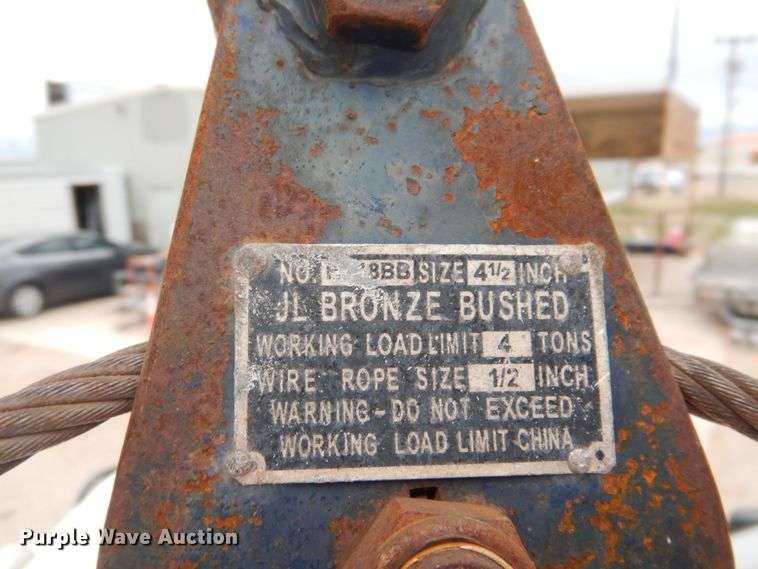 NO. SIZE 4 1/2 INCH
JL BRONZE BUSHED
WORKING LOAD LIMIT 4 TONS
WIRE ROPE SIZE 1/2 INCH
WARNING-DO NOT EXCEED
WORKING LOAD LIMIT CHINA
Purple Wave Auction